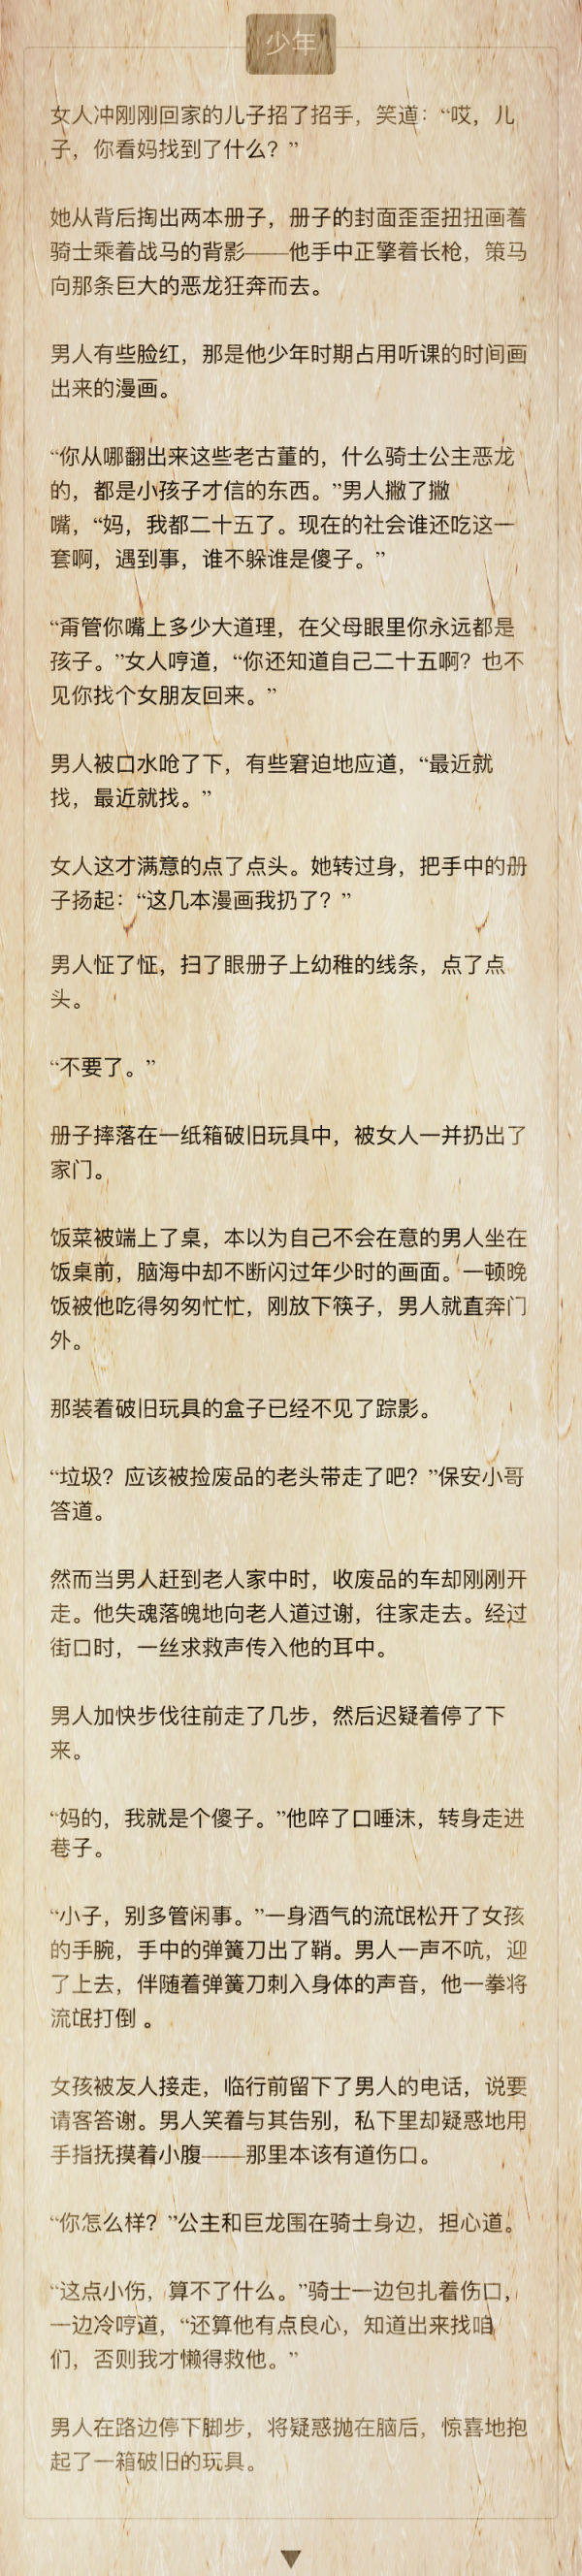 少年
女人冲刚刚回家的儿子招了招手，笑道：“哎，儿
子，你看妈找到了什么？”
她从背后掏出两本册子，册子的封面歪歪扭扭画着
骑士乘着战马的背影——他手中正擎着长枪，策马
向那条巨大的恶龙狂奔而去。
男人有些脸红，那是他少年时期占用听课的时间画
出来的漫画。
“你从哪翻出来这些老古董的，什么骑士公主恶龙
的，都是小孩子才信的东西。”男人撇了撇
嘴，“妈，我都二十五了。现在的社会谁还吃这一
套啊，遇到事，谁不躲谁是傻子。”
“甭管你嘴上多少大道理，在父母眼里你永远都是
孩子。”女人哼道，“你还知道自己二十五啊？也不
见你找个女朋友回来。”
男人被口水呛了下，有些窘迫地应道，“最近就
找，最近就找。”
女人这才满意的点了点头。她转过身，把手中的册
子扬起：“这几本漫画我扔了？”
男人怔了怔，扫了眼册子上幼稚的线条，点了点
头。
“不要了。”
册子摔落在一纸箱破旧玩具中，被女人一并扔出了
家门。
饭菜被端上了桌，本以为自己不会在意的男人坐在
饭桌前，脑海中却不断闪过年少时的画面。一顿晚
饭被他吃得匆匆忙忙，刚放下筷子，男人就直奔门
外。
那装着破旧玩具的盒子已经不见了踪影。
“垃圾？应该被捡废品的老头带走了吧？”保安小哥
答道。
然而当男人赶到老人家中时，收废品的车却刚刚开
走。他失魂落魄地向老人道过谢，往家走去。经过
街口时，一丝求救声传入他的耳中。
男人加快步伐往前走了几步，然后迟疑着停了下
来。
“妈的，我就是个傻子。”他啐了口唾沫，转身走进
巷子。
“小子，别多管闲事。”一身酒气的流氓松开了女孩
的手腕，手中的弹簧刀出了鞘。男人一声不吭，迎
了上去，伴随着弹簧刀刺入身体的声音，他一拳将
流氓打倒 。
女孩被友人接走，临行前留下了男人的电话，说要
请客答谢。男人笑着与其告别，私下里却疑惑地用
手指抚摸着小腹——那里本该有道伤口。
“你怎么样？”公主和巨龙围在骑士身边，担心道。
“这点小伤，算不了什么。”骑士一边包扎着伤口，
一边冷哼道，“还算他有点良心，知道出来找咱
们，否则我才懒得救他。”
男人在路边停下脚步，将疑惑抛在脑后，惊喜地抱
起了一箱破旧的玩具。